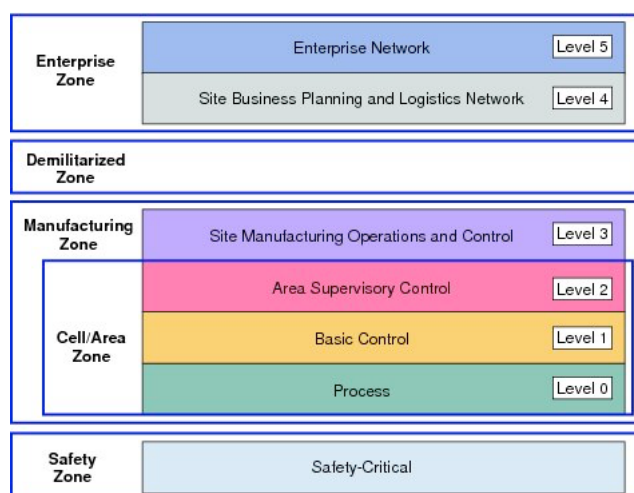 Enterprise
Zone
Enterprise Network
Level 5
Site Business Planning and Logistics Network
Level 4
Demilitarized
Zone
Manufacturing
Zone
Site Manufacturing Operations and Control
Level 3
Cell/Area
Zone
Area Supervisory Control
Level 2
Basic Control
Level 1
Process
Level 0
Safety
Zone
Safety-Critical